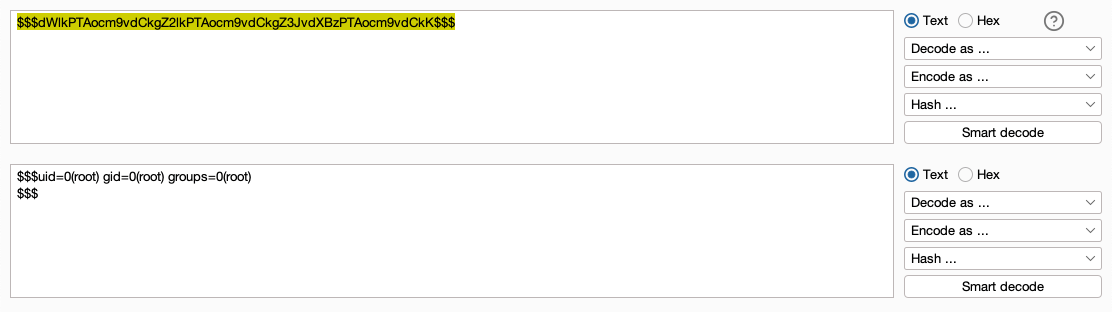 $$$dWlkPTAocm9vdCkgZ2lkPTAocm9vdCkgZ3JvdXBzPTAocm9vdCkK$$$
Text Hex ?
Decode as ...
Encode as ...
Hash ...
Smart decode
$$$uid=0(root) gid=0(root) groups=0(root)
$$$
Text Hex
Decode as ...
Encode as ...
Hash ...
Smart decode